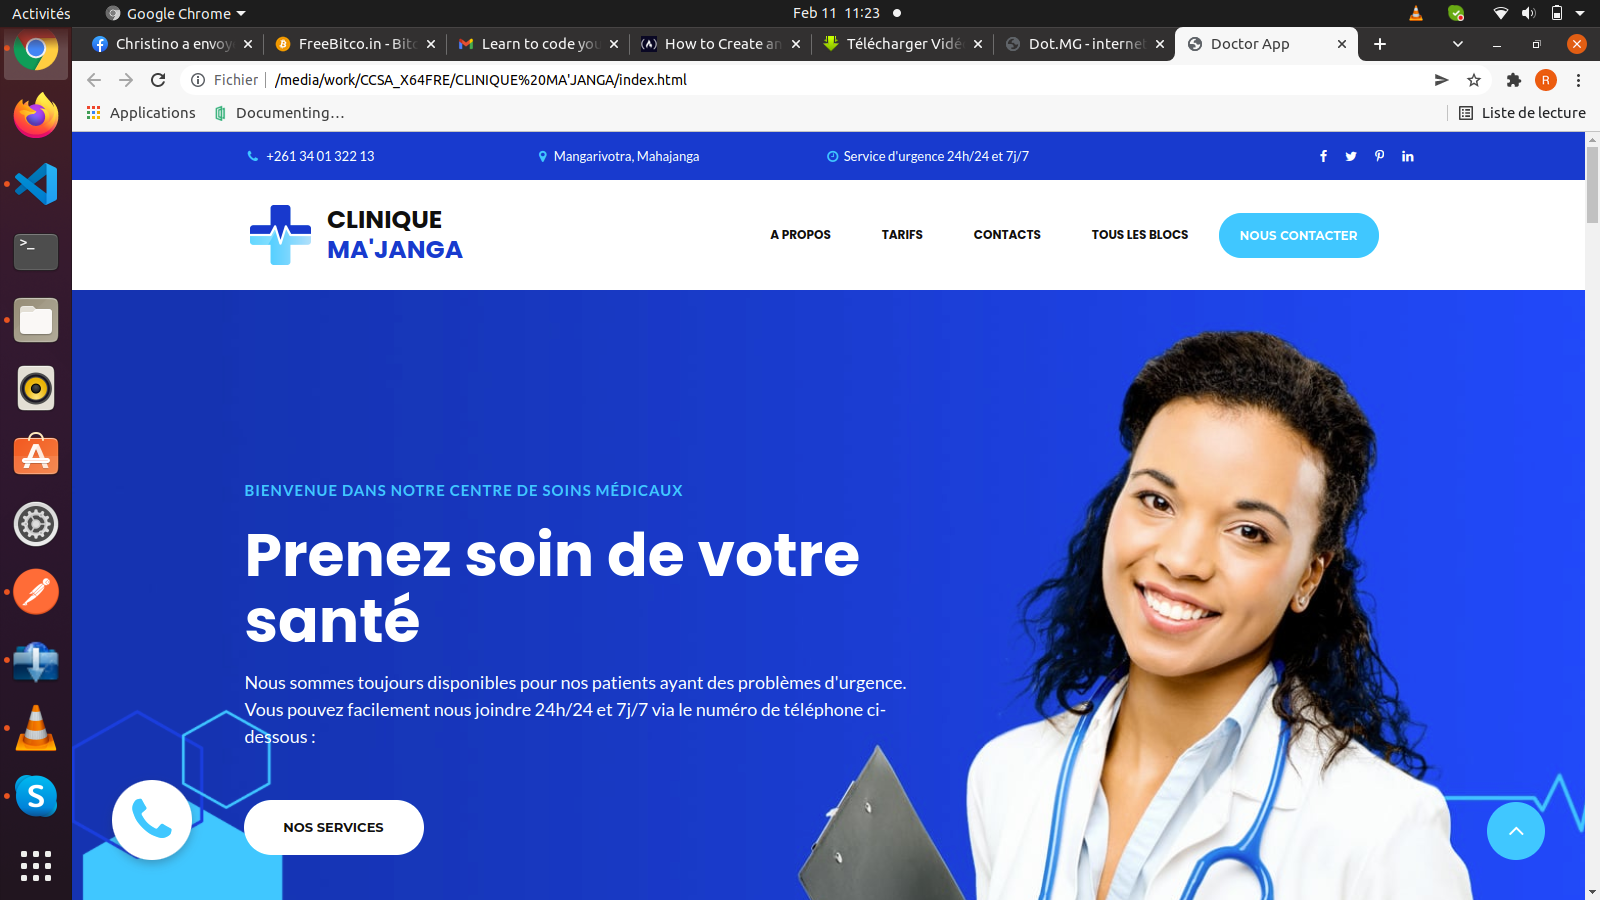 Activités
Google Chrome
Feb 11 11:23
Christino a envoy
FreeBitco.in - Bitc
Learn to code you
How to Create an
Télécharger Vidé
Dot.MG - internet
Doctor App
Fichier
/media/work/CCSA_X64FRE/CLINIQUE%20MA'JANGA/index.html
R
Applications
Documenting...
Liste de lecture
+261 34 01 322 13
Mangarivotra, Mahajanga
Service d'urgence 24h/24 et 7j/7
CLINIQUE
MA'JANGA
A PROPOS
TARIFS
CONTACTS
TOUS LES BLOCS
NOUS CONTACTER
BIENVENUE DANS NOTRE CENTRE DE SOINS MÉDICAUX
Prenez soin de votre
santé
Nous sommes toujours disponibles pour nos patients ayant des problèmes d'urgence.
Vous pouvez facilement nous joindre 24h/24 et 7j/7 via le numéro de téléphone ci-
dessous :
NOS SERVICES